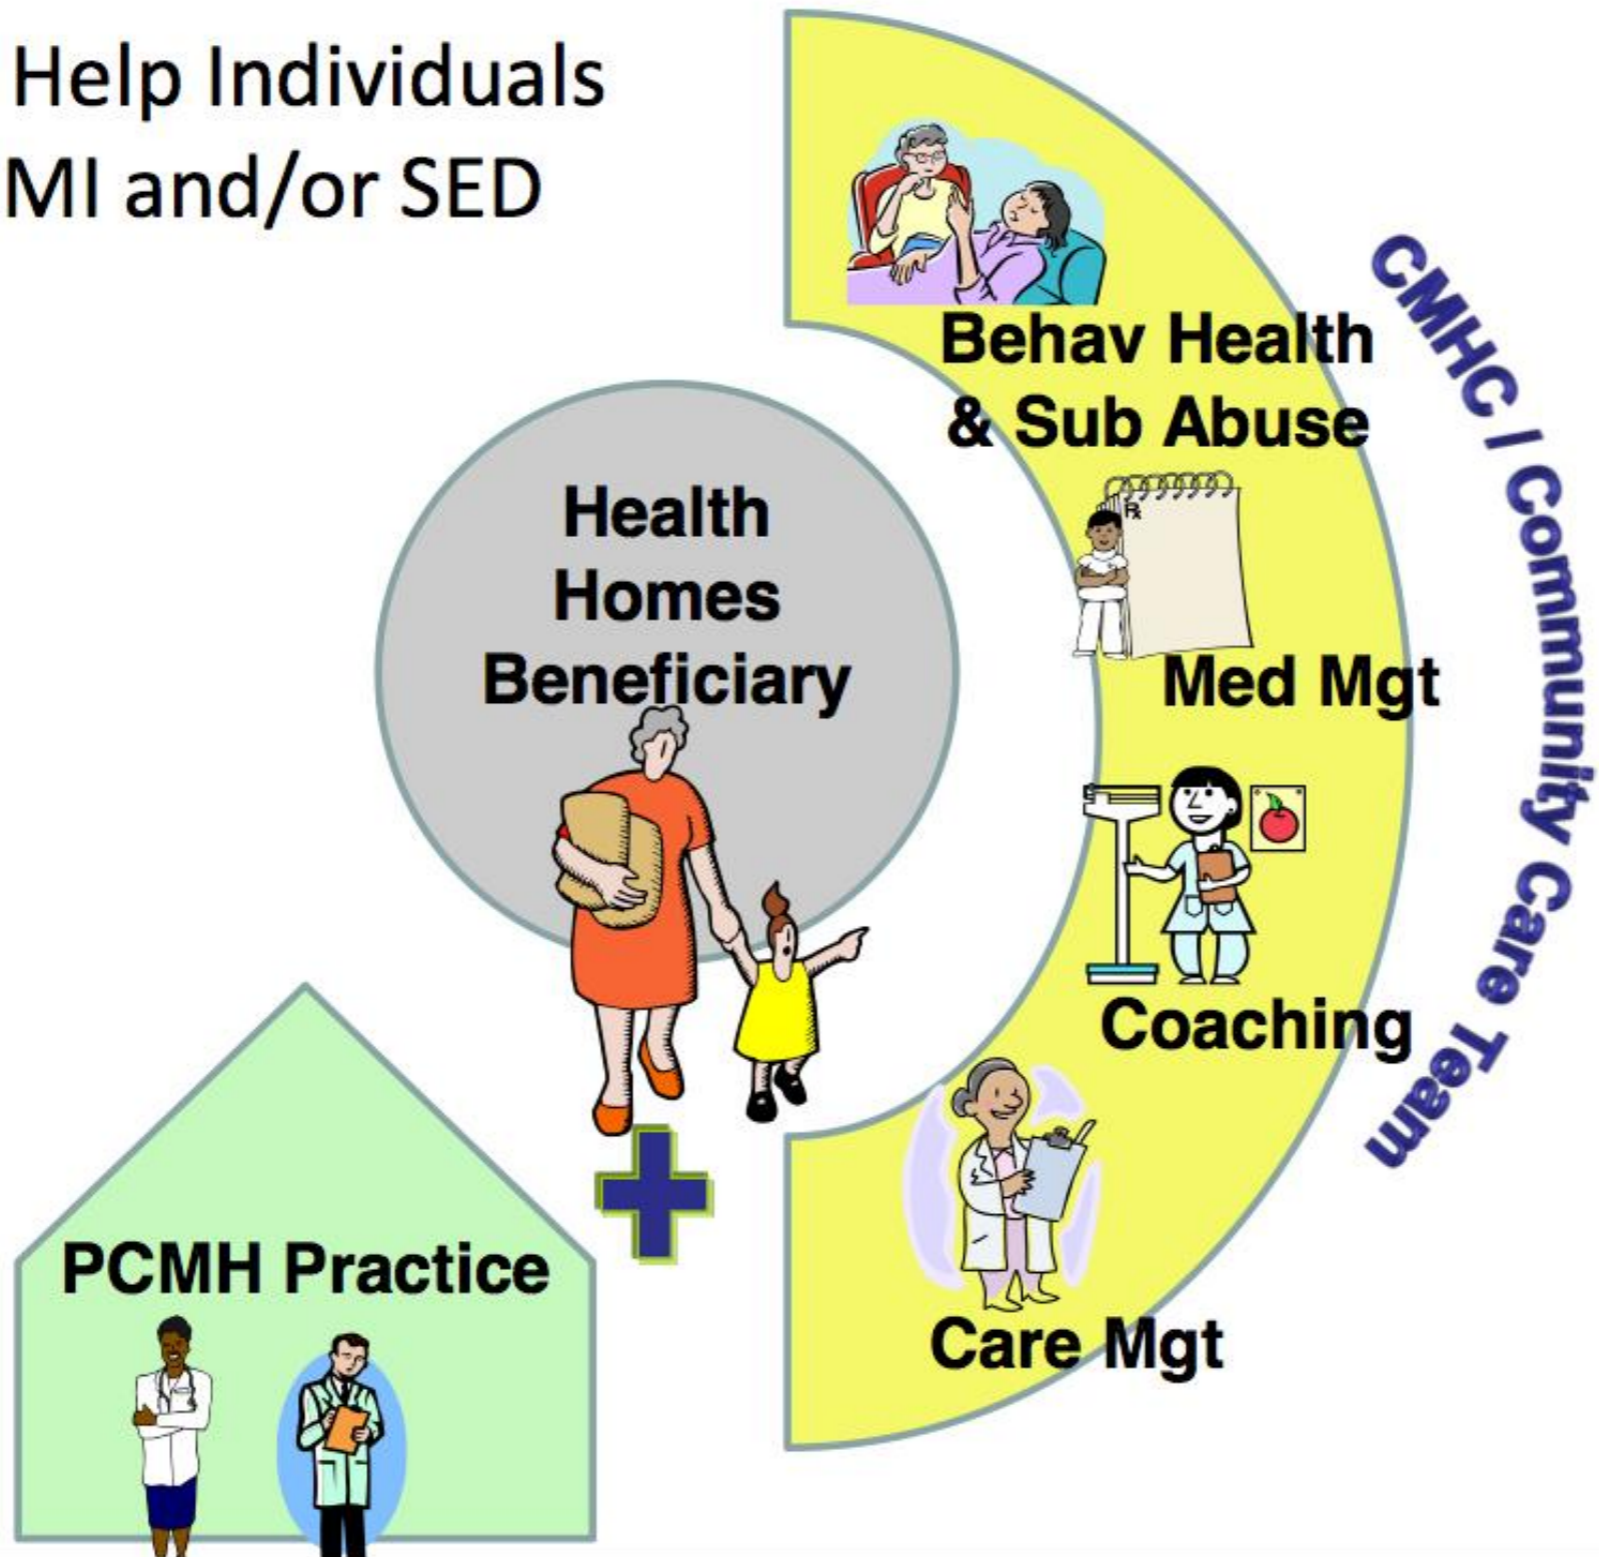 Help Individuals
MI and/or SED
Behav Health
& Sub Abuse
CMHC / Community Care Team
Health
Homes
Beneficiary
Rx
Med Mgt
Coaching
PCMH Practice
Care Mgt